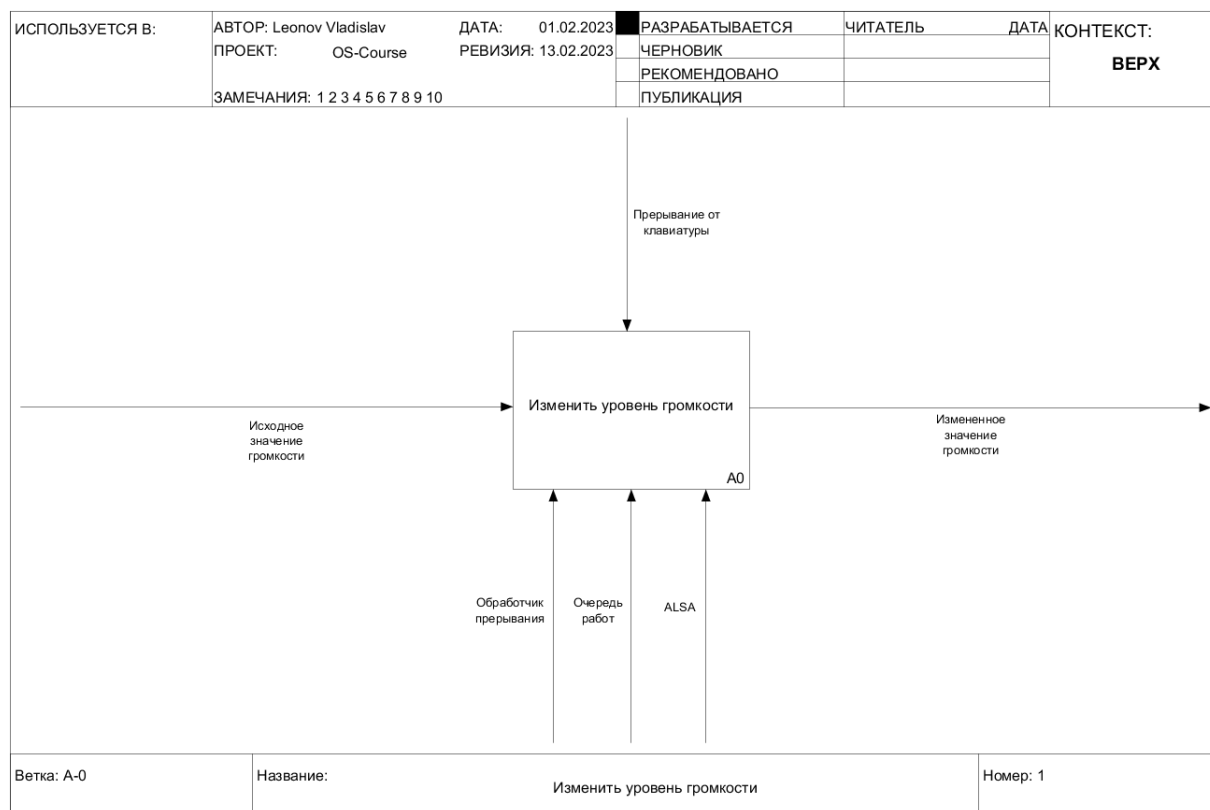 ИСПОЛЬЗУЕТСЯ В:
АВТОР: Leonov Vladislav
ДАТА: 01.02.2023
ПРОЕКТ: OS-Course
РЕВИЗИЯ: 13.02.2023
ЗАМЕЧАНИЯ: 1 2 3 4 5 6 7 8 9 10
РАЗРАБАТЫВАЕТСЯ
ЧЕРНОВИК
РЕКОМЕНДОВАНО
ПУБЛИКАЦИЯ
ЧИТАТЕЛЬ
ДАТА
КОНТЕКСТ:
ВЕРХ
Прерывание от
клавиатуры
Изменить уровень громкости
A0
Исходное
значение
громкости
Измененное
значение
громкости
Обработчик
прерывания
Очередь
работ
ALSA
Ветка: A-0
Название:
Изменить уровень громкости
Номер: 1